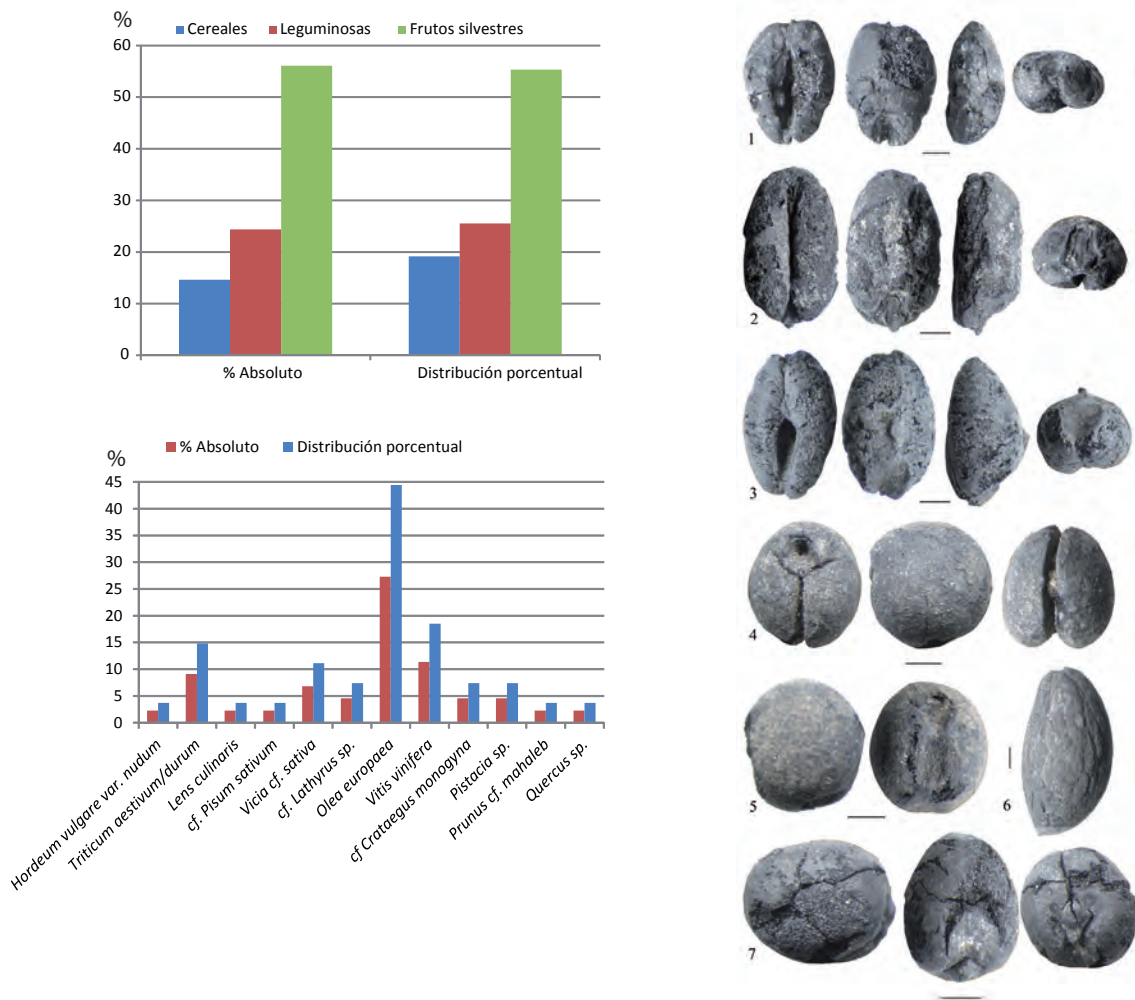 %
Cereales Leguminosas Frutos silvestres
60
50
40
30
20
10
0
% Absoluto Distribución porcentual
% Absoluto Distribución porcentual
%
45
40
35
30
25
20
15
10
5
0
Hordeum vulgare var. nudum
Triticum aestivum/durum
Lens culinaris
cf. Pisum sativum
Vicia cf. sativa
cf. Lathyrus sp.
Olea europaea
Vitis vinifera
cf Crataegus monogyna
Pistacia sp.
Prunus cf. mahaleb
Quercus sp.
1
2
3
4
5
6
7